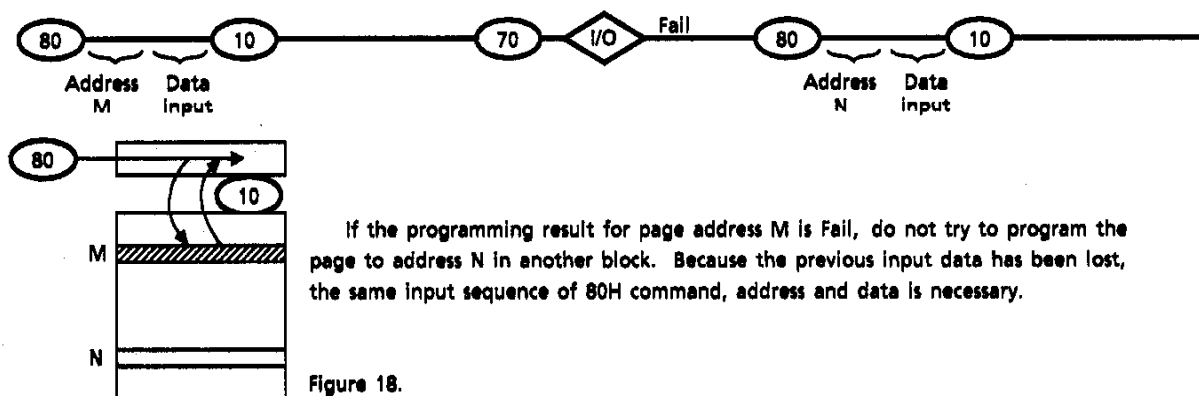 80 10 70 I/O Fail 80 10
Address Data Address Data
M input N input
80
10
If the programming result for page address M is Fail, do not try to program the
M
page to address N in another block. Because the previous input data has been lost,
the same input sequence of 80H command, address and data is necessary.
N
Figure 18.